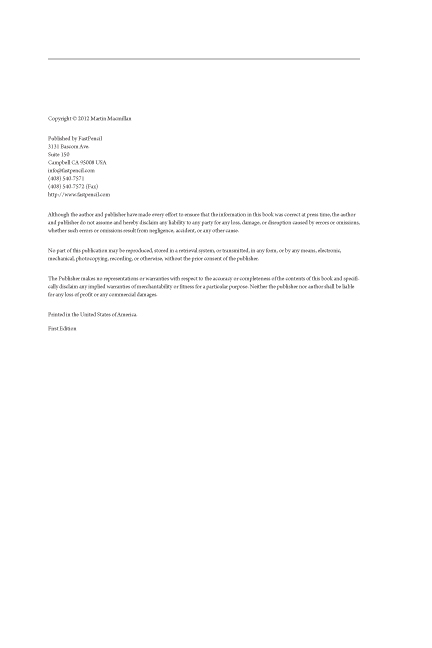 Copyright © 2012 Martin Macmillan
Published by FastPencil
3131 Bascom Ave.
Suite 150
Campbell CA 95008 USA
info@fastpencil.com
(408) 540-7571
(408) 540-7572 (Fax)
http://www.fastpencil.com
Although the author and publisher have made every effort to ensure that the information in this book was correct at press time, the author
and publisher do not assume and hereby disclaim any liability to any party for any loss, damage, or disruption caused by errors or omissions,
whether such errors or omissions result from negligence, accident, or any other cause.
No part of this publication may be reproduced, stored in a retrieval system, or transmitted, in any form, or by any means, electronic,
mechanical, photocopying, recording, or otherwise, without the prior consent of the publisher.
The Publisher makes no representations or warranties with respect to the accuracy or completeness of the contents of this book and specifi-
cally disclaim any implied warranties of merchantability or fitness for a particular purpose. Neither the publisher nor author shall be liable
for any loss of profit or any commercial damages.
Printed in the United States of America.
First Edition